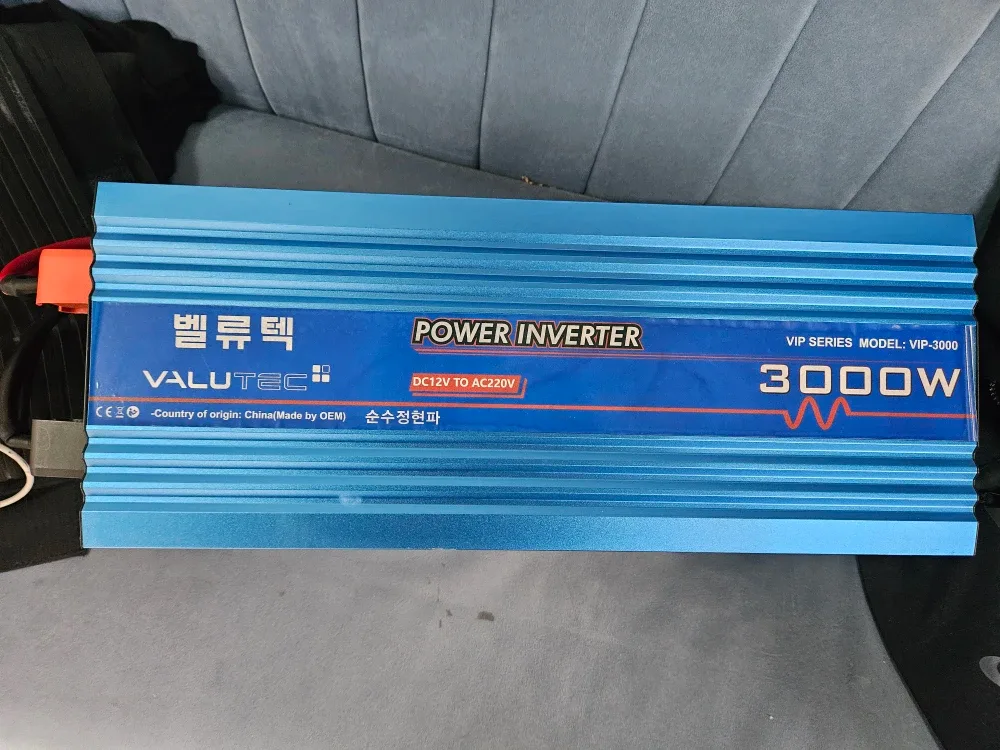 벨류텍
POWER INVERTER
VIP SERIES MODEL: VIP-3000
VALUTEC
DC12V TO AC220V
3000W
CE
-Country of origin: China(Made by OEM) 순수정현파